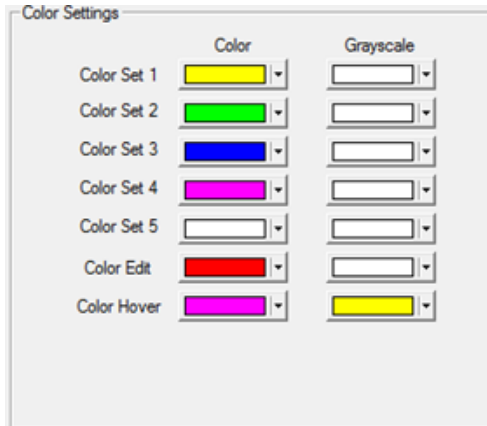 Color Settings
Color Grayscale
Color Set 1
Color Set 2
Color Set 3
Color Set 4
Color Set 5
Color Edit
Color Hover